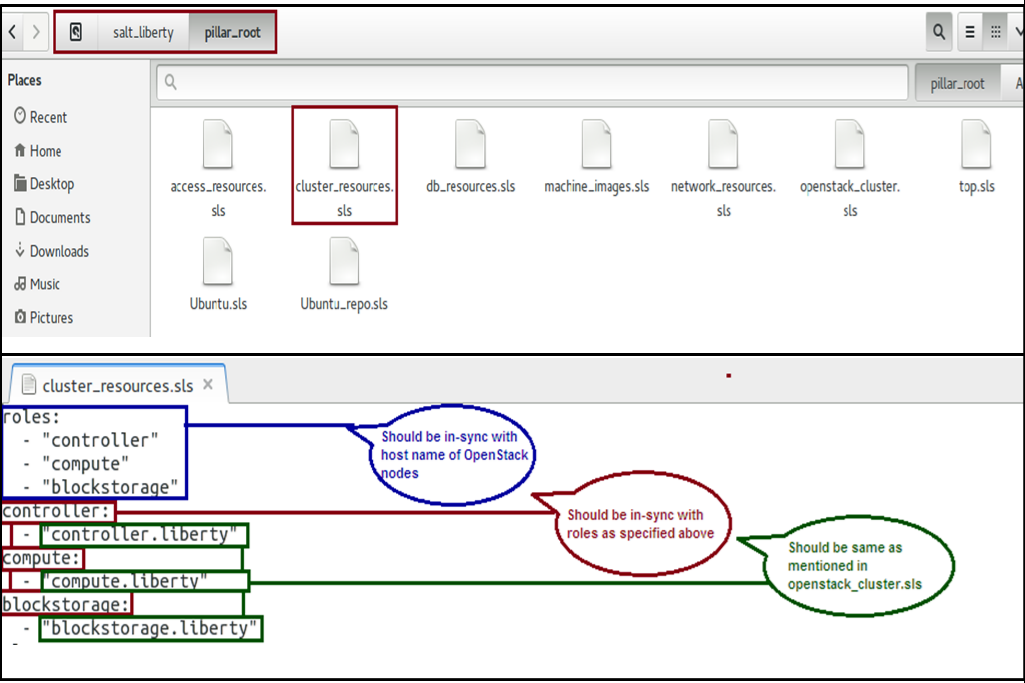 salt_liberty pillar_root
Places
pillar_root A
Recent
Home
Desktop
Documents
Downloads
Music
Pictures
access_resources.
sls
cluster_resources.
sls
db_resources.sls
machine_images.sls
network_resources.
sls
openstack_cluster.
sls
top.sls
Ubuntu.sls
Ubuntu_repo.sls
cluster_resources.sls ×
roles:
- "controller"
- "compute"
- "blockstorage"
controller:
- "controller.liberty"
compute:
- "compute.liberty"
blockstorage:
- "blockstorage.liberty"
Should be in-sync with
host name of OpenStack
nodes
Should be in-sync with
roles as specified above
Should be same as
mentioned in
openstack_cluster.sls